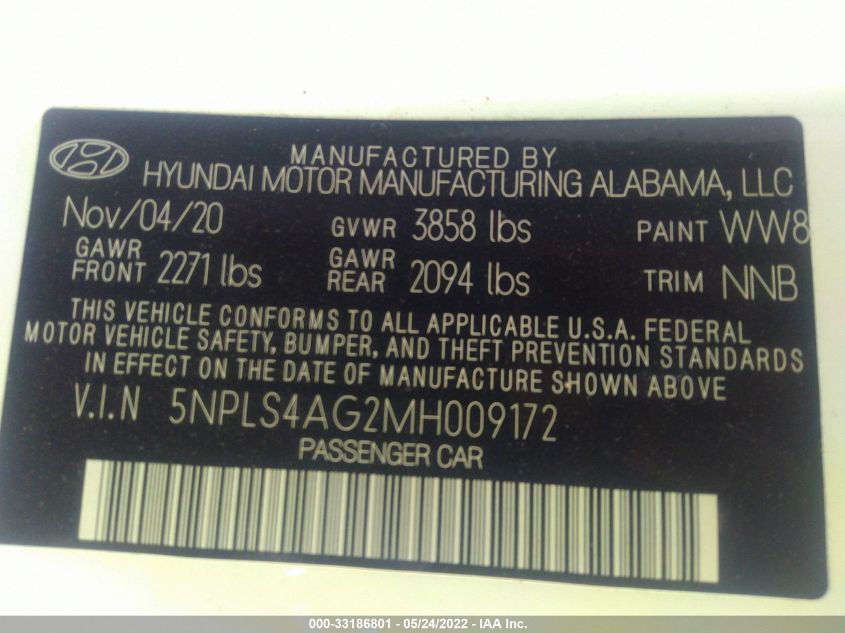 MANUFACTURED BY
HYUNDAI MOTOR MANUFACTURING ALABAMA, LLC
Nov/04/20 GVWR 3858 lbs PAINT WW8
GAWR FRONT 2271 lbs GAWR REAR 2094 lbs TRIM NNB
THIS VEHICLE CONFORMS TO ALL APPLICABLE U.S.A. FEDERAL
MOTOR VEHICLE SAFETY, BUMPER, AND THEFT PREVENTION STANDARDS
IN EFFECT ON THE DATE OF MANUFACTURE SHOWN ABOVE
V.I.N 5NPLS4AG2MH009172
PASSENGER CAR
000-33186801 - 05/24/2022 - IAA Inc.